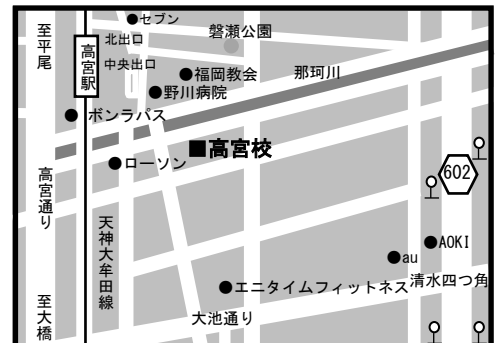 至平尾
高宮駅
セブン
北出口
中央出口
磐瀬公園
福岡教会
那珂川
野川病院
ボンラパス
高宮校
ローソン
602
高宮通り
天神大牟田線
AOKI
au
エニタイムフィットネス
清水四つ角
至大橋
大池通り